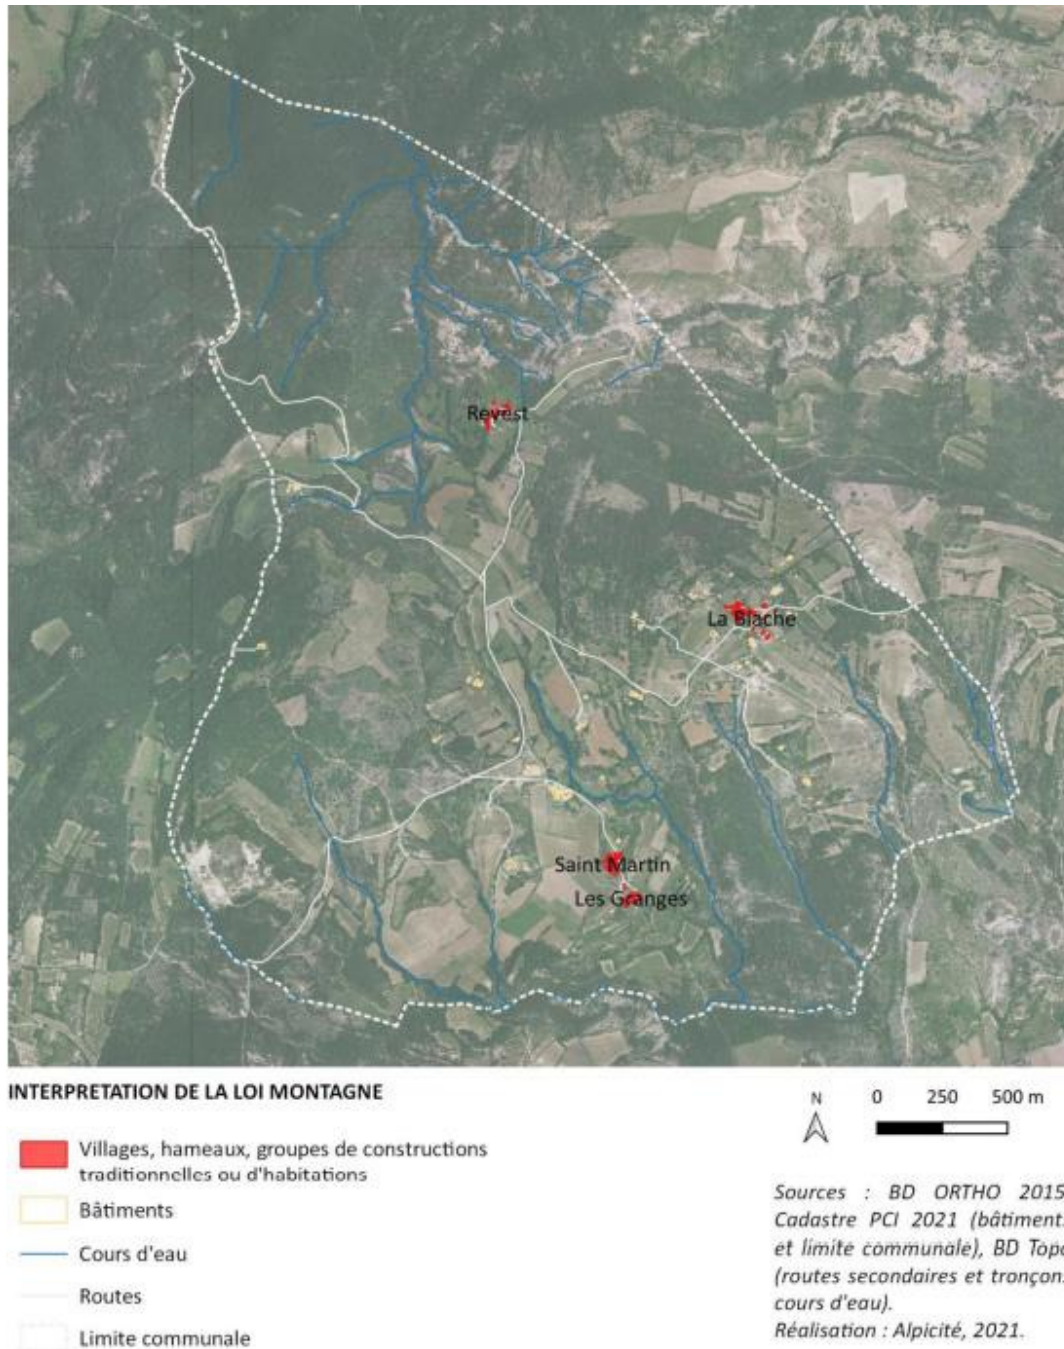 Revest
La Blache
Saint Martin
Les Granges
INTERPRETATION DE LA LOI MONTAGNE
N
0 250 500 m
Villages, hameaux, groupes de constructions
traditionnelles ou d'habitations
Bâtiments
Cours d'eau
Routes
Limite communale
Sources : BD ORTHO 2015
Cadastre PCI 2021 (bâtiment
et limite communale), BD Topo
(routes secondaires et tronçon
cours d'eau).
Réalisation : Alpicité, 2021.